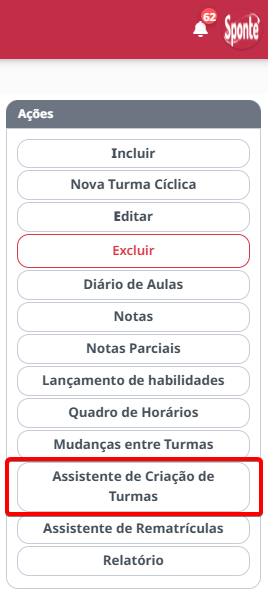 62
Sponte
Ações
Incluir
Nova Turma Cíclica
Editar
Excluir
Diário de Aulas
Notas
Notas Parciais
Lançamento de habilidades
Quadro de Horários
Mudanças entre Turmas
Assistente de Criação de
Turmas
Assistente de Rematrículas
Relatório